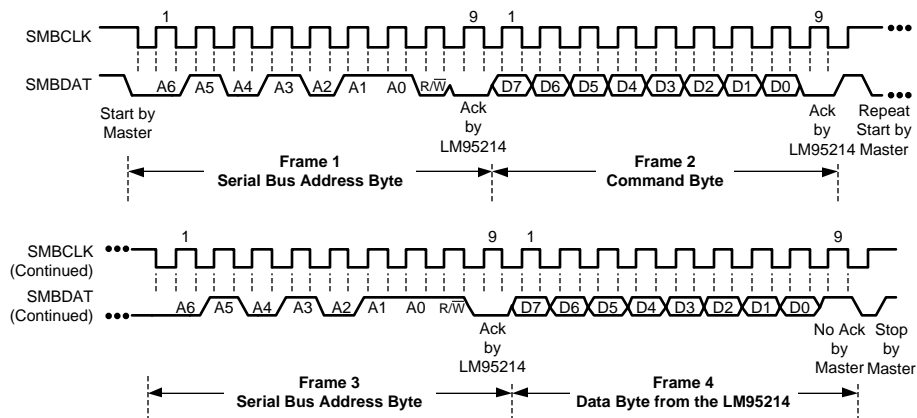 1 9 1 9
SMBCLK •••
SMBDAT A6 A5 A4 A3 A2 A1 A0 R/W̅ D7 D6 D5 D4 D3 D2 D1 D0 •••
Start by
Master
Ack
by
LM95214
Ack
by
LM95214
Repeat
Start by
Master
Frame 1
Serial Bus Address Byte
Frame 2
Command Byte
1 9 1 9
SMBCLK
(Continued)
•••
SMBDAT
(Continued)
••• A6 A5 A4 A3 A2 A1 A0 R/W̅ D7 D6 D5 D4 D3 D2 D1 D0
Ack
by
LM95214
No Ack
by
Master
Stop
by
Master
Frame 3
Serial Bus Address Byte
Frame 4
Data Byte from the LM95214